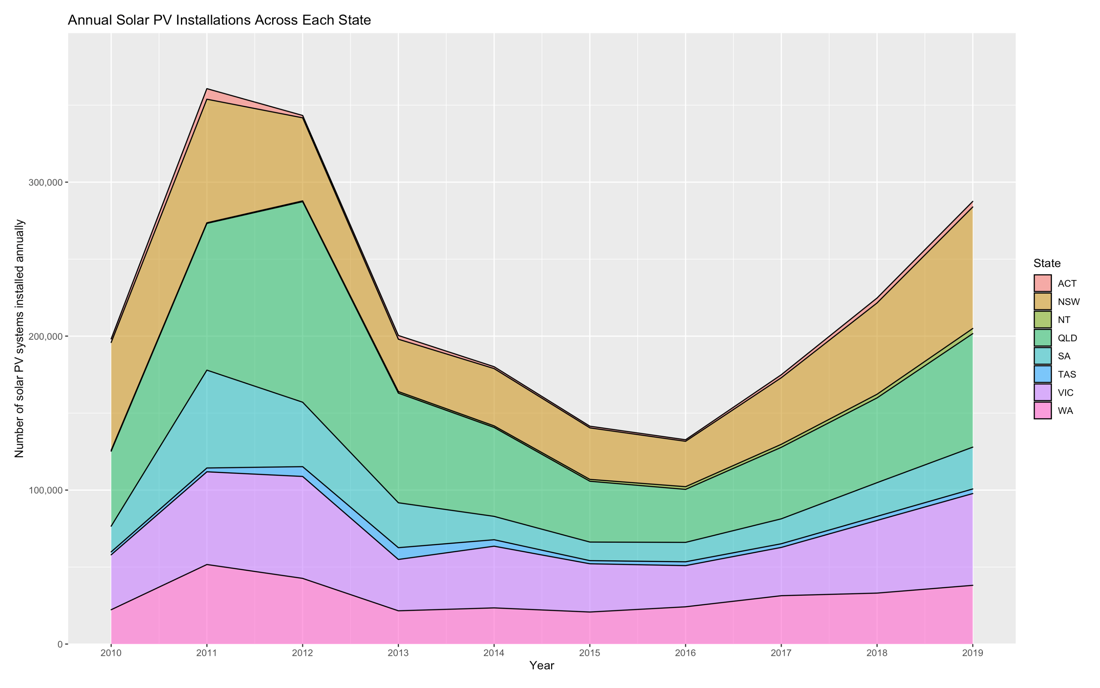 Annual Solar PV Installations Across Each State
Number of solar PV systems installed annually
300,000
200,000
100,000
0
2010 2011 2012 2013 2014 2015 2016 2017 2018 2019
Year
State
ACT
NSW
NT
QLD
SA
TAS
VIC
WA